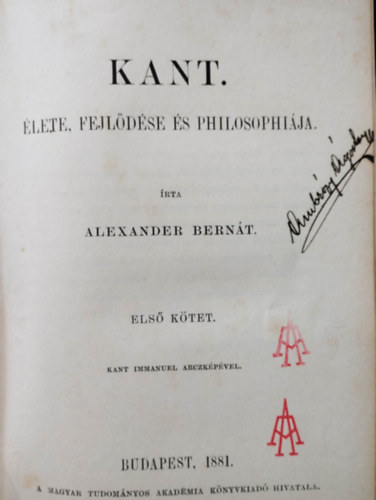 KANT.
ÉLETE, FEJLŐDÉSE ÉS PHILOSOPHIÁJA.
ÍRTA
ALEXANDER BERNÁT.
ELSŐ KÖTET.
KANT IMMANUEL ARCZKÉPÉVEL.
BUDAPEST, 1881.
A MAGYAR TUDOMÁNYOS AKADÉMIA KÖNYVKIADÓ HIVATALA.